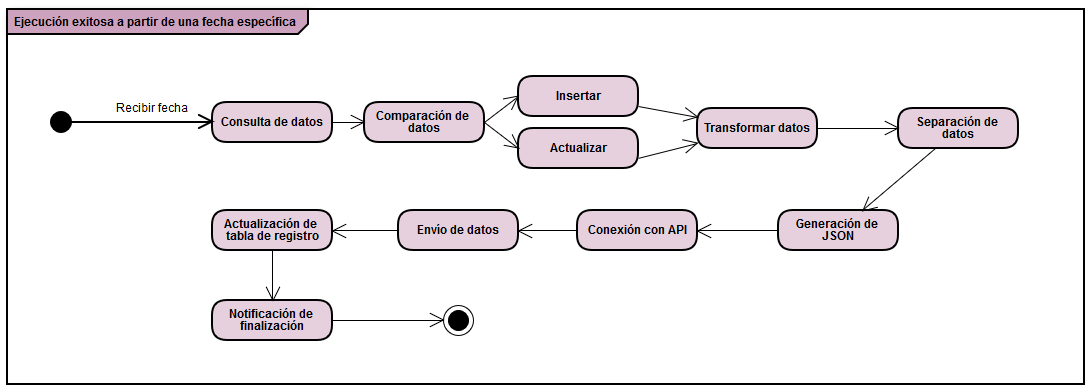 Ejecución exitosa a partir de una fecha específica
Recibir fecha
Consulta de datos
Comparación de
datos
Insertar
Actualizar
Transformar datos
Separación de
datos
Generación de
JSON
Conexión con API
Envio de datos
Actualización de
tabla de registro
Notificación de
finalización